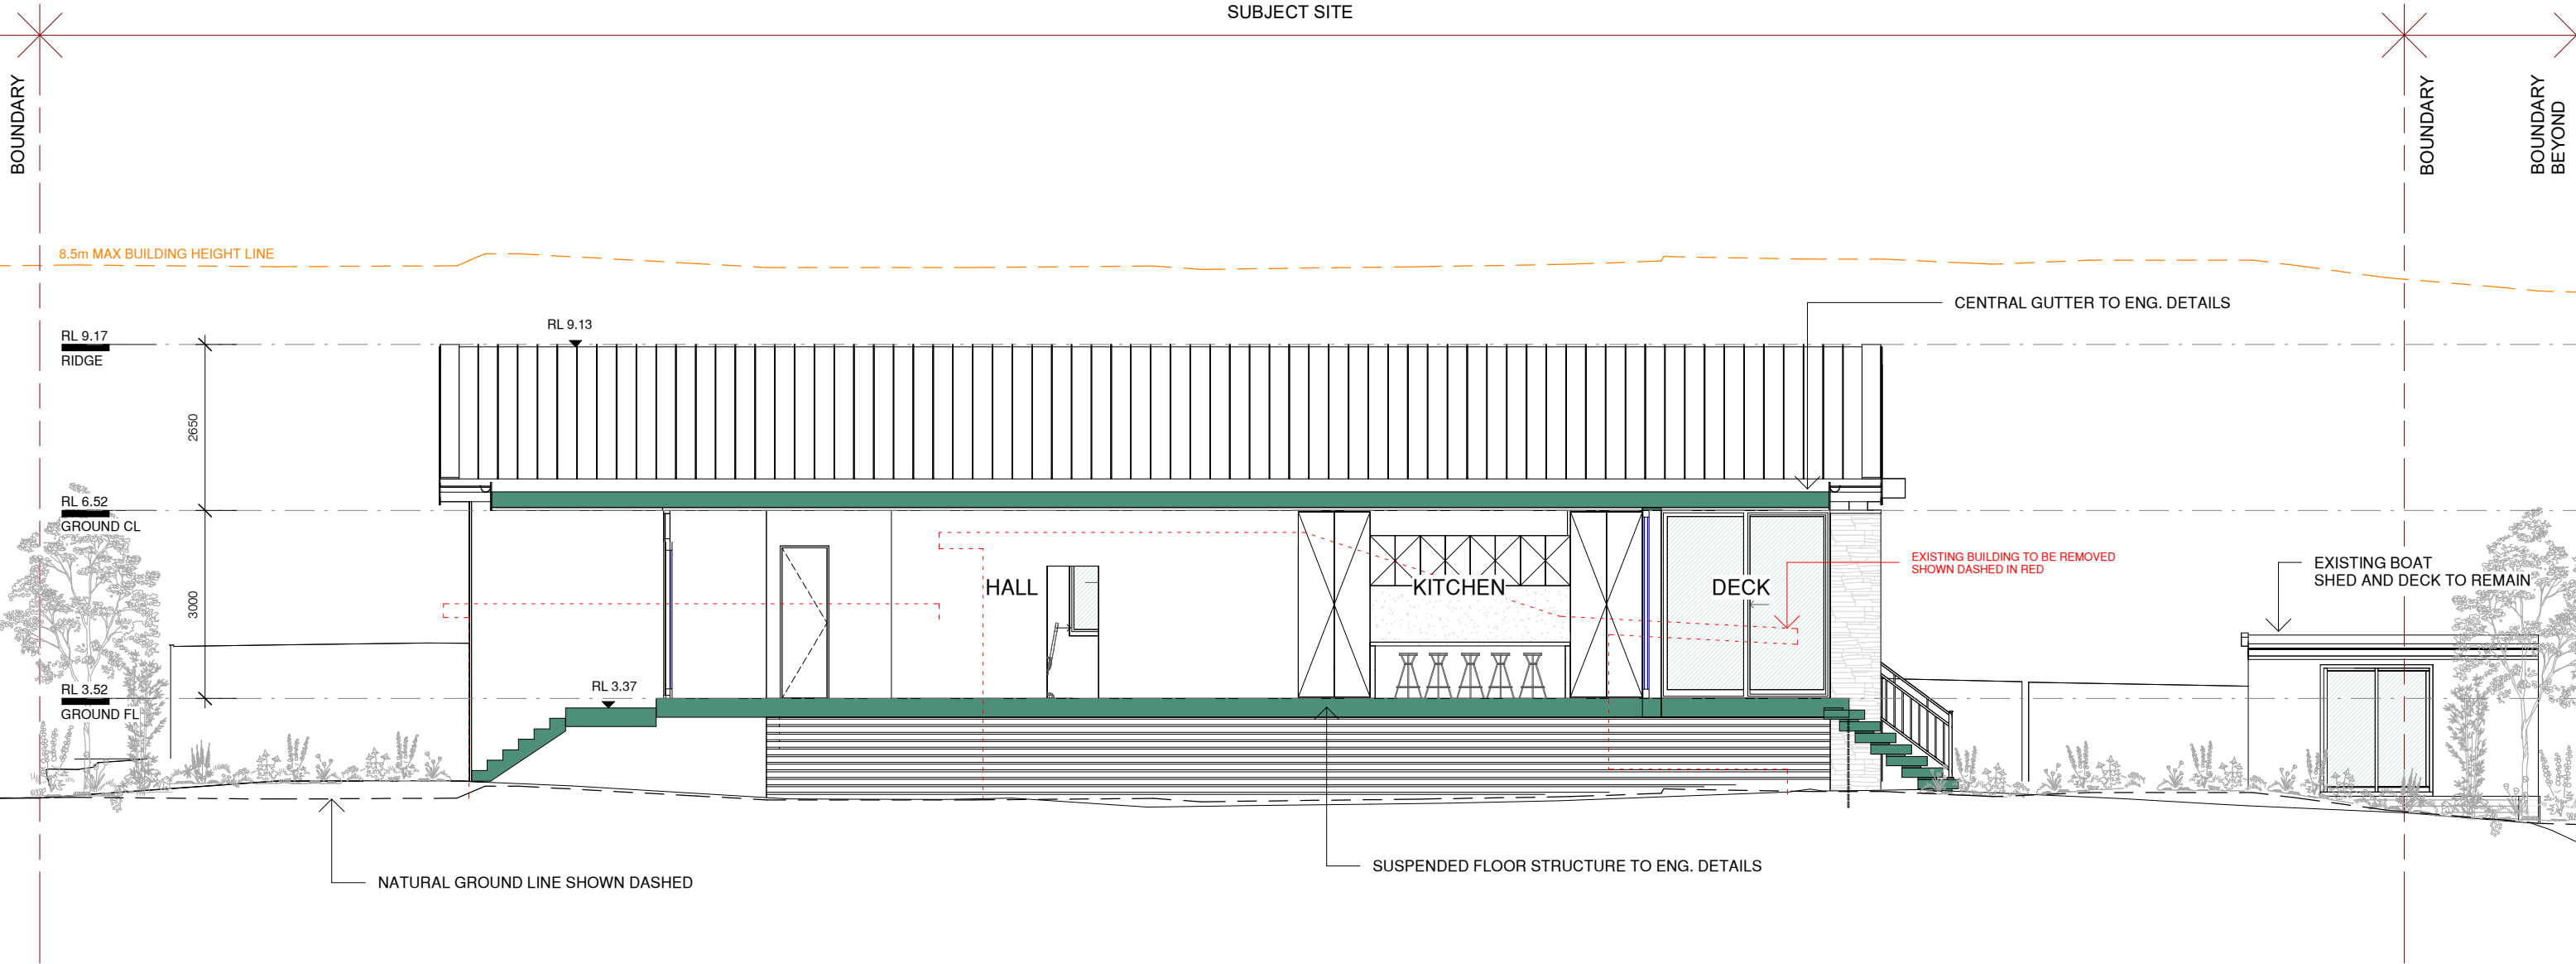 SUBJECT SITE
BOUNDARY
BOUNDARY
BOUNDARY
BEYOND
8.5m MAX BUILDING HEIGHT LINE
CENTRAL GUTTER TO ENG. DETAILS
RL 9.17
RIDGE
RL 9.13
2650
RL 6.52
GROUND CL
EXISTING BUILDING TO BE REMOVED
SHOWN DASHED IN RED
EXISTING BOAT
SHED AND DECK TO REMAIN
HALL
KITCHEN
DECK
3000
RL 3.52
GROUND FL
RL 3.37
SUSPENDED FLOOR STRUCTURE TO ENG. DETAILS
NATURAL GROUND LINE SHOWN DASHED